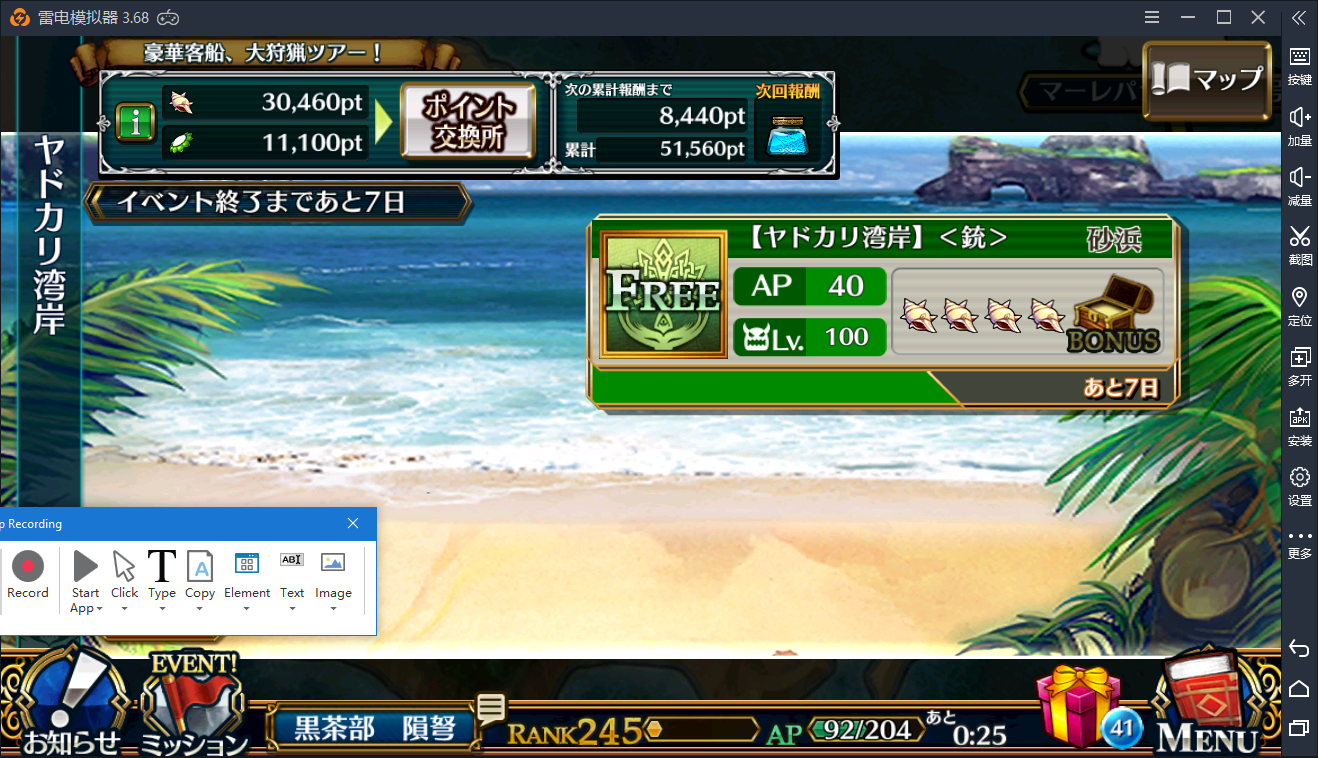 雷电模拟器 3.68
豪華客船、大狩猟ツアー！
マーレパ
マップ
30,460pt
11,100pt
ポイント
交換所
次の累計報酬まで
8,440pt
累計
51,560pt
次回報酬
イベント終了まであと7日
ヤドカリ湾岸
【ヤドカリ湾岸】＜銃＞
砂浜
FREE
AP 40
Lv. 100
BONUS
あと7日
p Recording
Record
Start
App
Click
Type
Copy
Element
Text
Image
T
A
ABI
お知らせ
EVENT!
ミッション
黒茶部 隕弩
RANK245
AP 92/204
あと
0:25
41
MENU
按键
加量
减量
截图
定位
多开
APK
安装
设置
更多